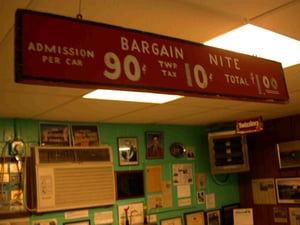 BARGAIN NITE
ADMISSION PER CAR 90¢ TWP TAX 10¢ TOTAL $1.00